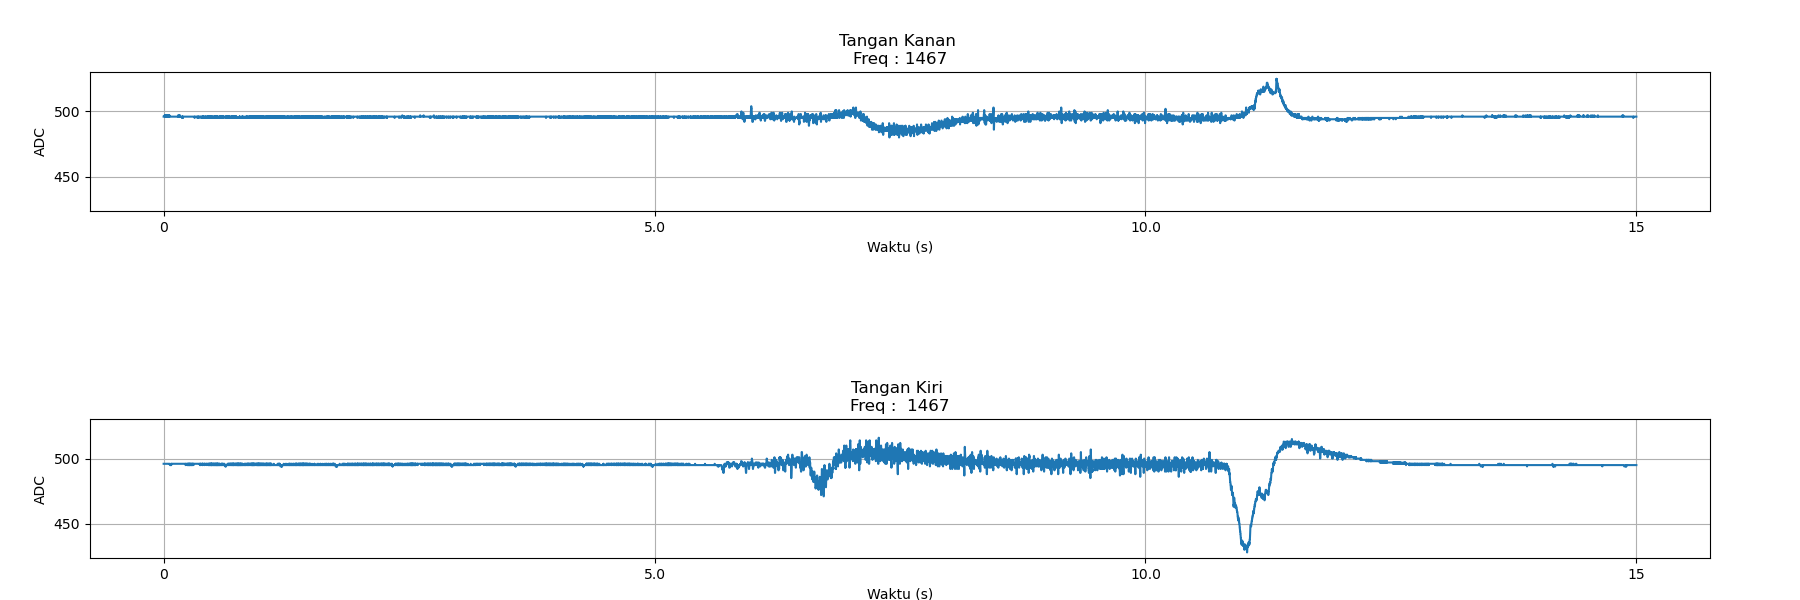 Tangan Kanan
Freq : 1467
500
450
ADC
0 5.0 10.0 15
Waktu (s)
Tangan Kiri
Freq :  1467
500
450
ADC
0 5.0 10.0 15
Waktu (s)